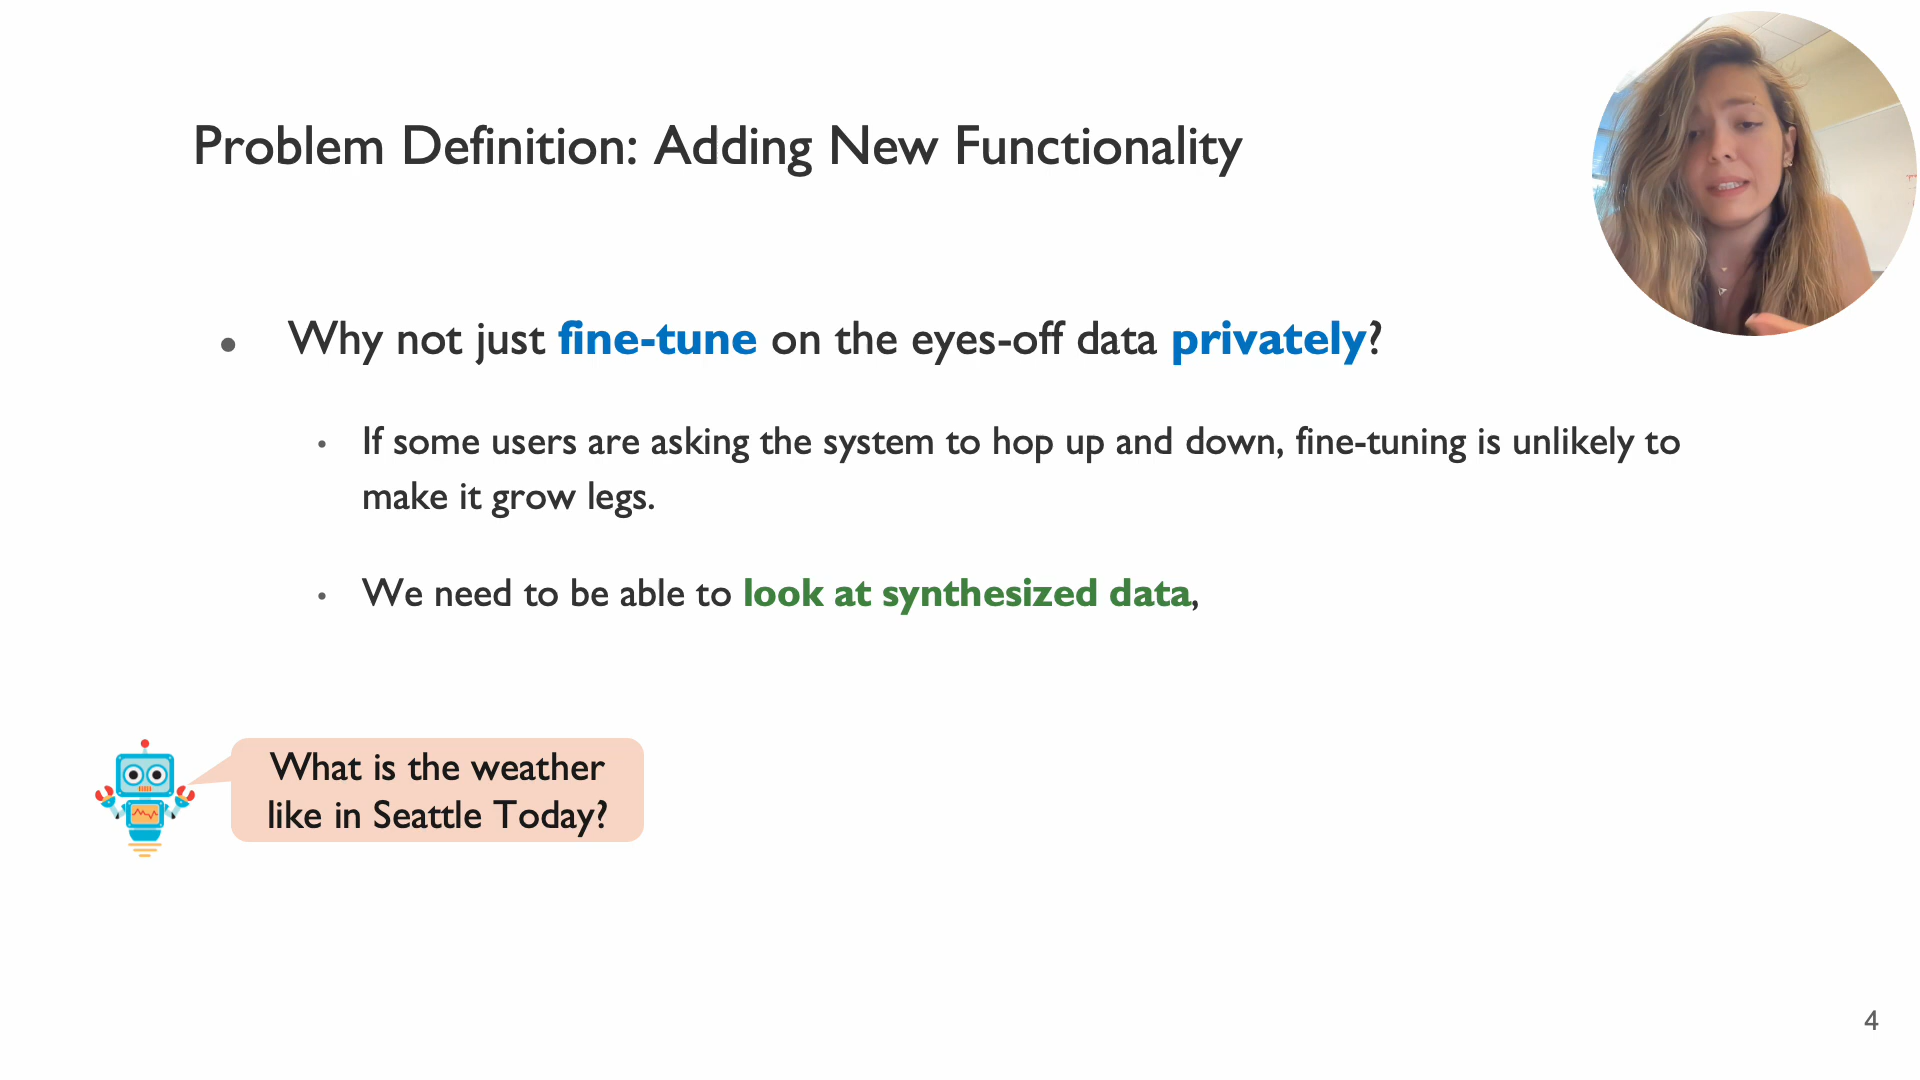 Problem Definition: Adding New Functionality
Why not just fine-tune on the eyes-off data privately?
If some users are asking the system to hop up and down, fine-tuning is unlikely to
make it grow legs.
We need to be able to look at synthesized data,
What is the weather
like in Seattle Today?
4